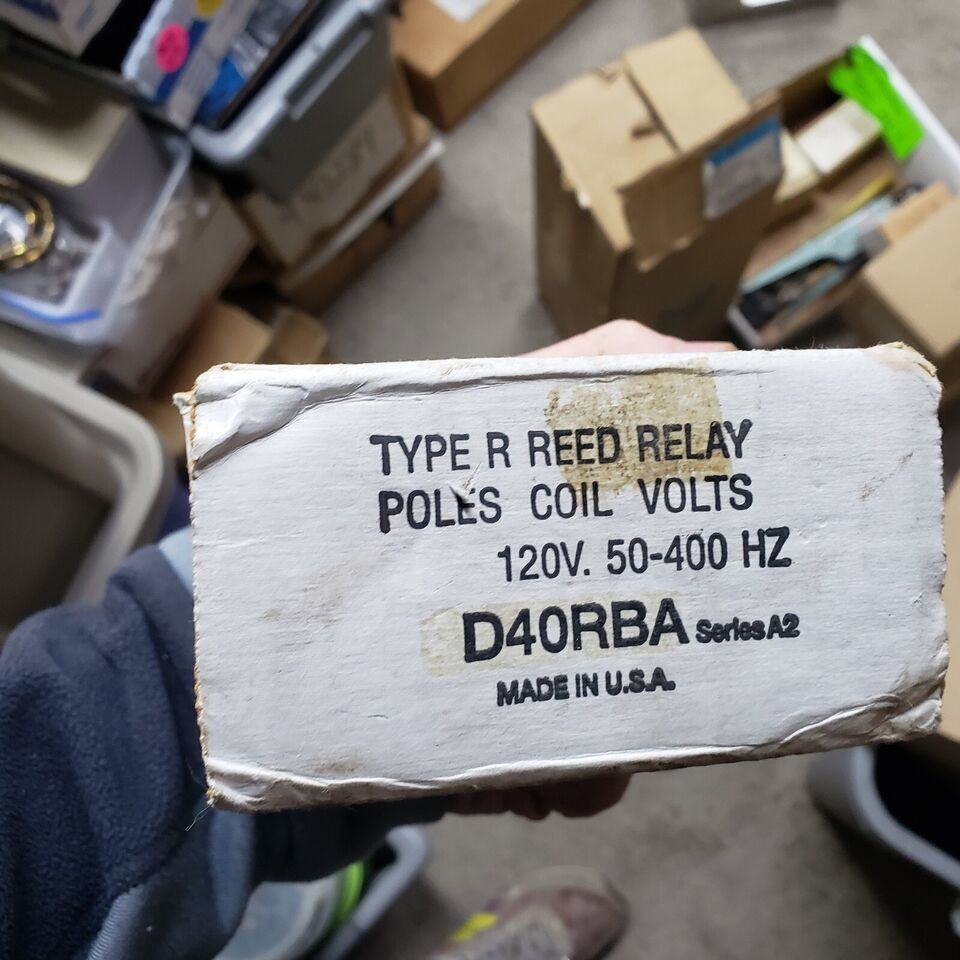 TYPE R REED RELAY
POLES COIL VOLTS
120V. 50-400 HZ
D40RBA Series A2
MADE IN U.S.A.